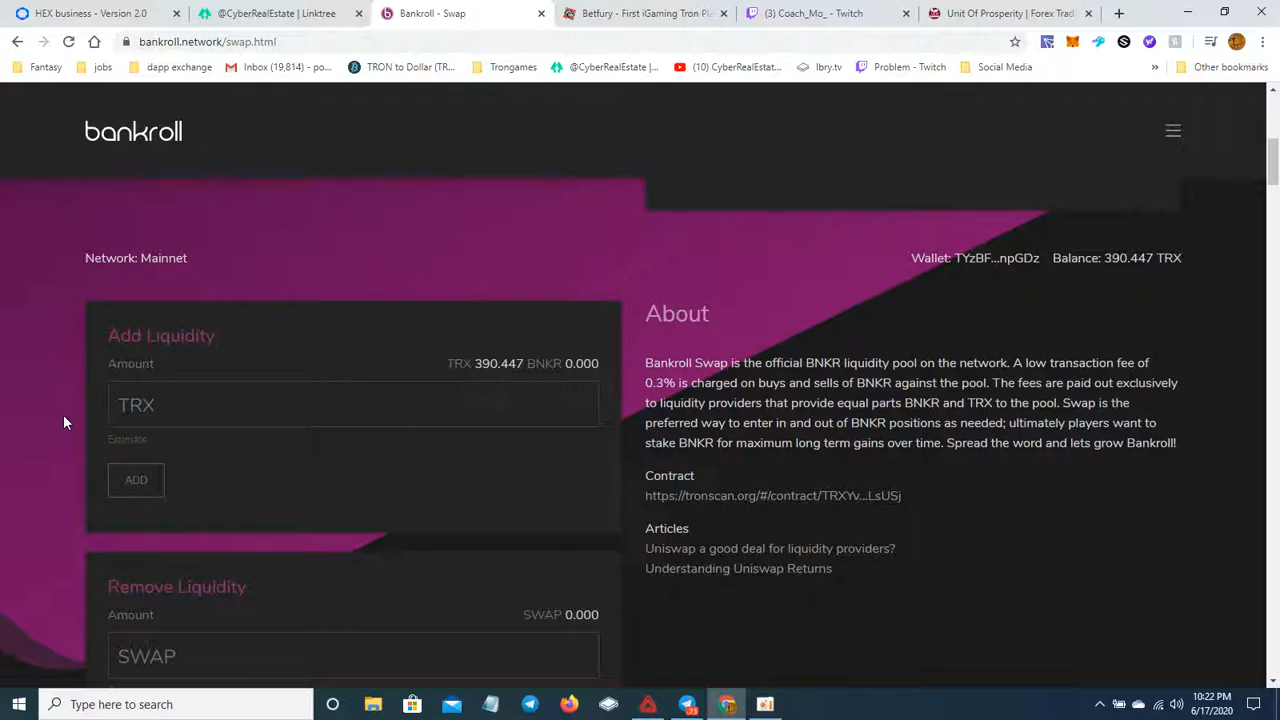 HEX business - Version 2.0
@CyberRealEstate | Linktree
Bankroll - Swap
Betfury - First iGaming Tron Ple
(3) Coach_Mo_ - Twitch
Unit Of Prosperity | Forex Tradi
bankroll.network/swap.html
Fantasy
jobs
dapp exchange
Inbox (19,814) - po...
TRON to Dollar (TR...
Trongames
@CyberRealEstate |...
(10) CyberRealEstat...
lbry.tv
Problem - Twitch
Social Media
»
Other bookmarks
bankroll
Network: Mainnet
Wallet: TYzBF...npGDz Balance: 390.447 TRX
Add Liquidity
Amount
TRX 390.447 BNKR 0.000
TRX
Estimate
ADD
Remove Liquidity
Amount
SWAP 0.000
SWAP
About
Bankroll Swap is the official BNKR liquidity pool on the network. A low transaction fee of
0.3% is charged on buys and sells of BNKR against the pool. The fees are paid out exclusively
to liquidity providers that provide equal parts BNKR and TRX to the pool. Swap is the
preferred way to enter in and out of BNKR positions as needed; ultimately players want to
stake BNKR for maximum long term gains over time. Spread the word and lets grow Bankroll!
Contract
https://tronscan.org/#/contract/TRXYv...LsUSj
Articles
Uniswap a good deal for liquidity providers?
Understanding Uniswap Returns
Type here to search
10:22 PM
6/17/2020